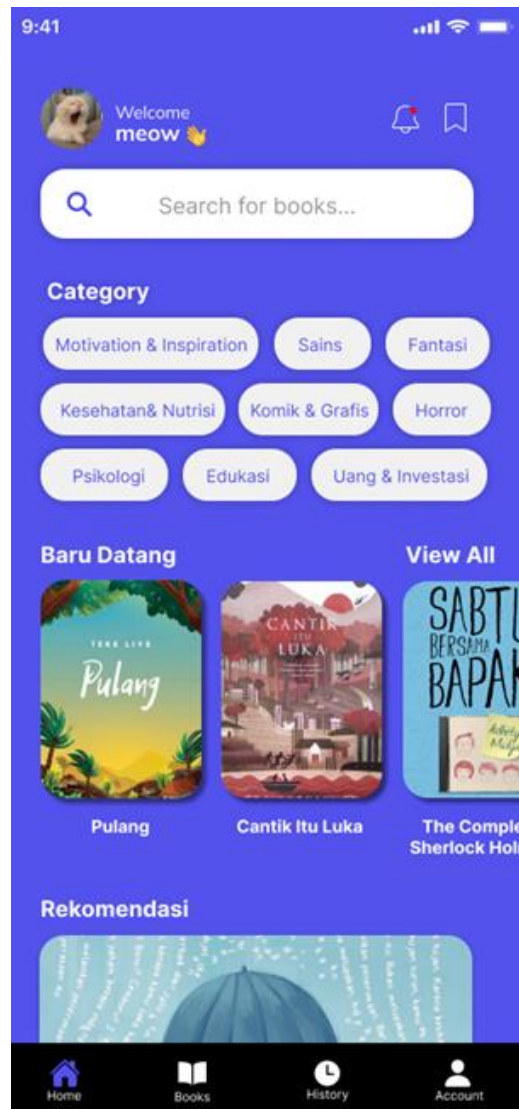 9:41
Welcome
meow 👋
Search for books...
Category
Motivation & Inspiration Sains Fantasi
Kesehatan& Nutrisi Komik & Grafis Horror
Psikologi Edukasi Uang & Investasi
Baru Datang View All
TERE LIYE
Pulang
CANTIK
ITU
LUKA
SABTU
BERSAMA
BAPAK
Pulang Cantik Itu Luka The Comple
Sherlock Hol
Rekomendasi
Home Books History Account